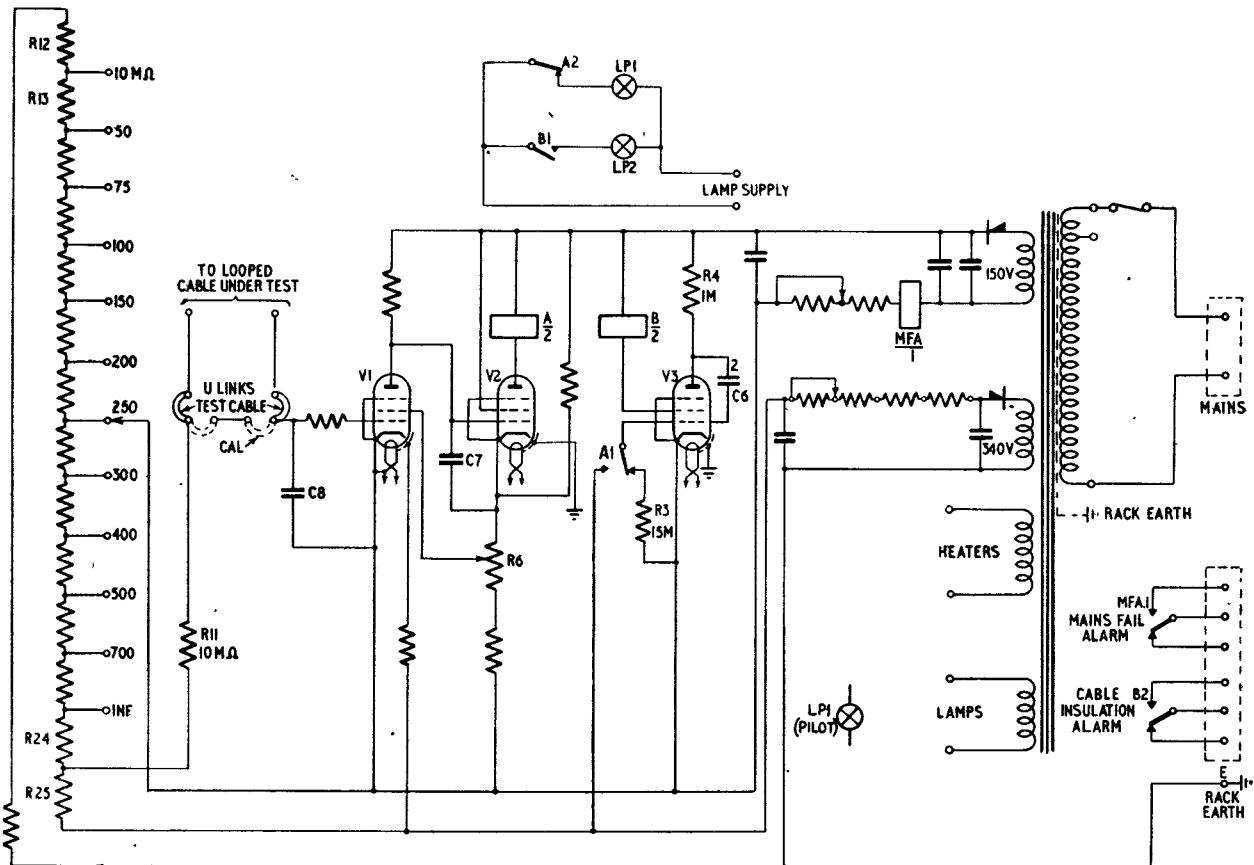 R12
10 MΩ
R13
50
75
100
150
200
250
300
400
500
700
INF
R24
R25
TO LOOPED
CABLE UNDER TEST
U LINKS
TEST CABLE
CAL
C8
R11
10 MΩ
A2
LP1
B1
LP2
LAMP SUPPLY
V1
A
2
V2
C7
R6
B
2
R4
1M
V3
2
C6
A1
R3
15M
150V
MFA
1
340V
MAINS
RACK EARTH
HEATERS
LAMPS
LP1
(PILOT)
MFA.1
MAINS FAIL
ALARM
CABLE B2
INSULATION
ALARM
E
RACK
EARTH